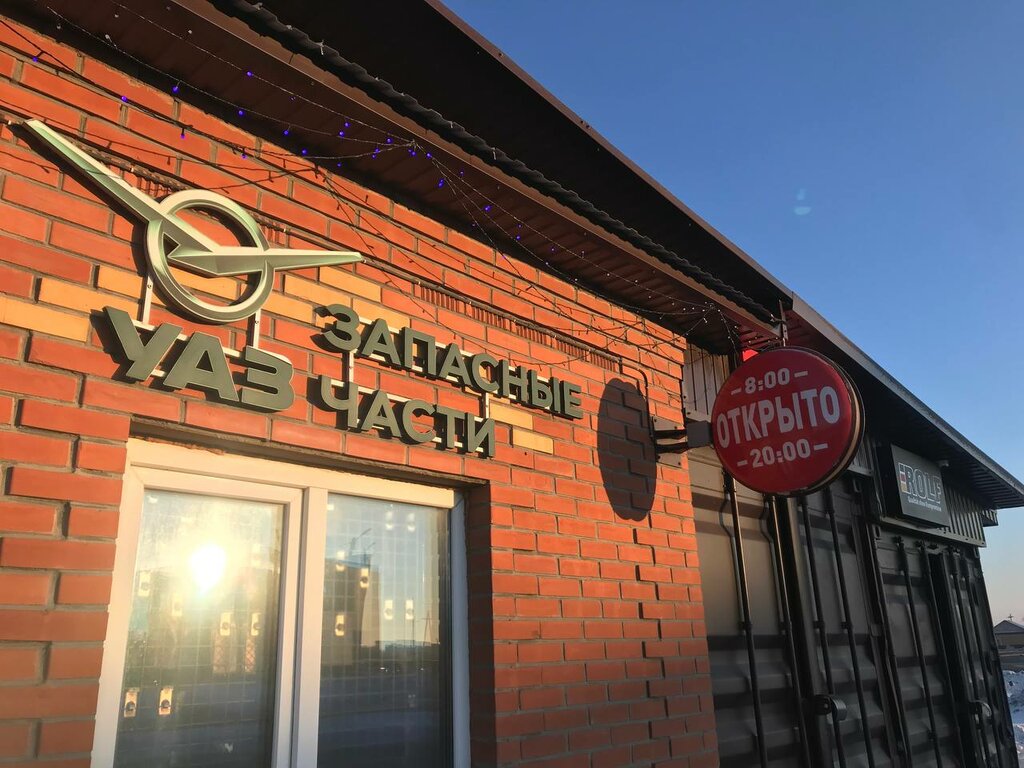 УАЗ
ЗАПАСНЫЕ
ЧАСТИ
–8:00–
ОТКРЫТО
–20:00–
ROLF